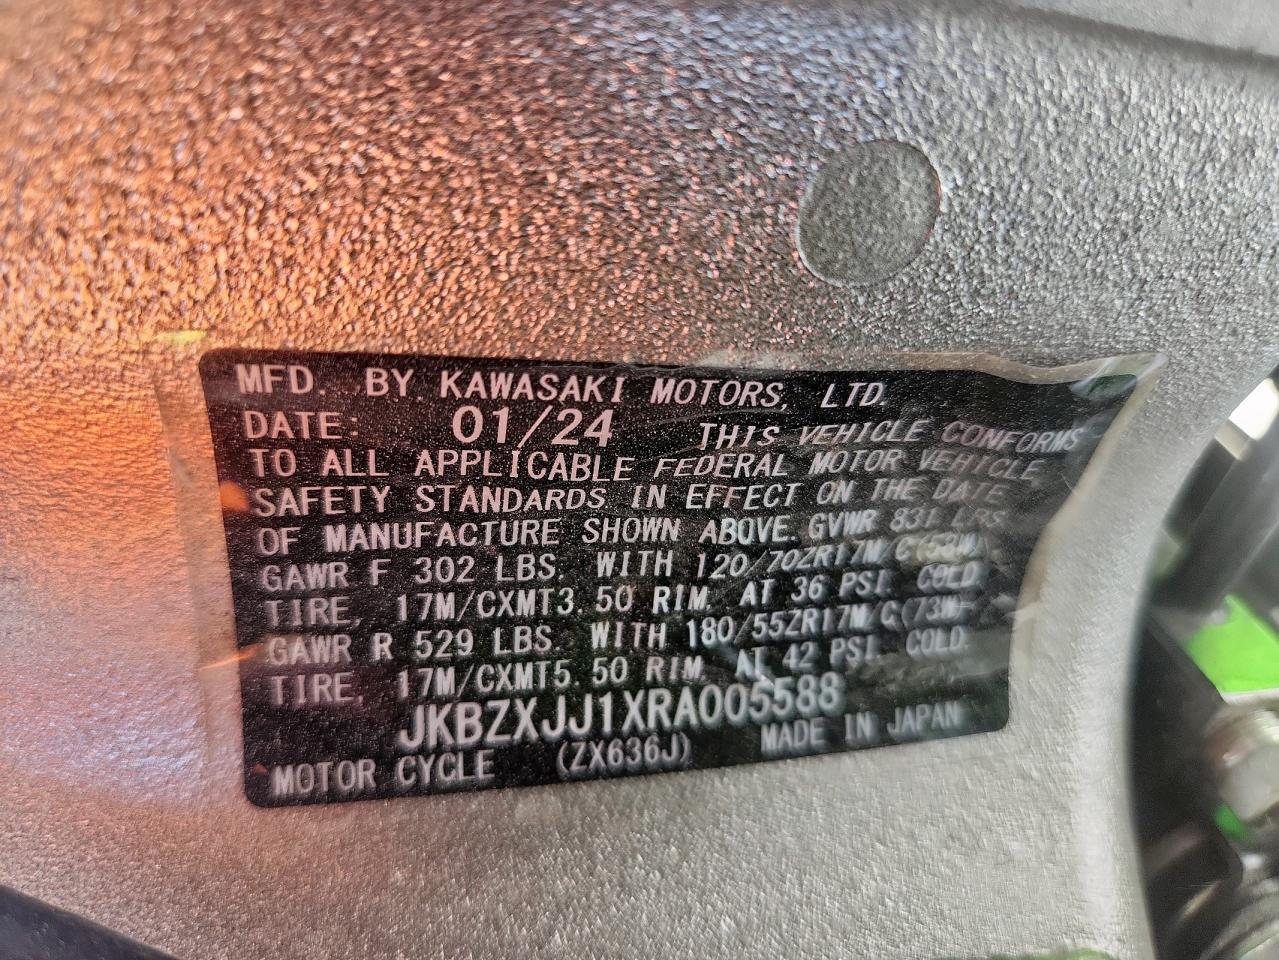 MFD. BY. KAWASAKI MOTORS, LTD.
DATE: 01/24 THIS VEHICLE CONFORMS
TO ALL APPLICABLE FEDERAL MOTOR VEHICLE
SAFETY STANDARDS IN EFFECT ON THE DATE
OF MANUFACTURE SHOWN ABOVE. GVWR 831 LBS
GAWR F 302 LBS. WITH 120/70ZR17M/C(58W)
TIRE, 17M/CXMT3.50 RIM, AT 36 PSI. COLD.
GAWR R 529 LBS. WITH 180/55ZR17M/C(73W)
TIRE, 17M/CXMT5.50 RIM, AT 42 PSI. COLD.
JKBZXJJ1XRA005588
MOTOR CYCLE (ZX636J) MADE IN JAPAN